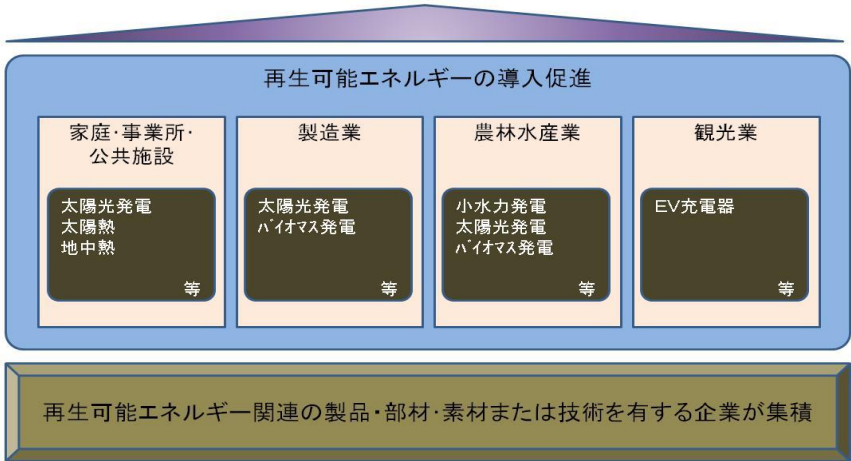 再生可能エネルギーの導入促進
家庭・事業所・
公共施設
太陽光発電
太陽熱
地中熱
等
製造業
太陽光発電
ﾊﾞｲｵﾏｽ発電
等
農林水産業
小水力発電
太陽光発電
ﾊﾞｲｵﾏｽ発電
等
観光業
EV充電器
等
再生可能エネルギー関連の製品・部材・素材または技術を有する企業が集積